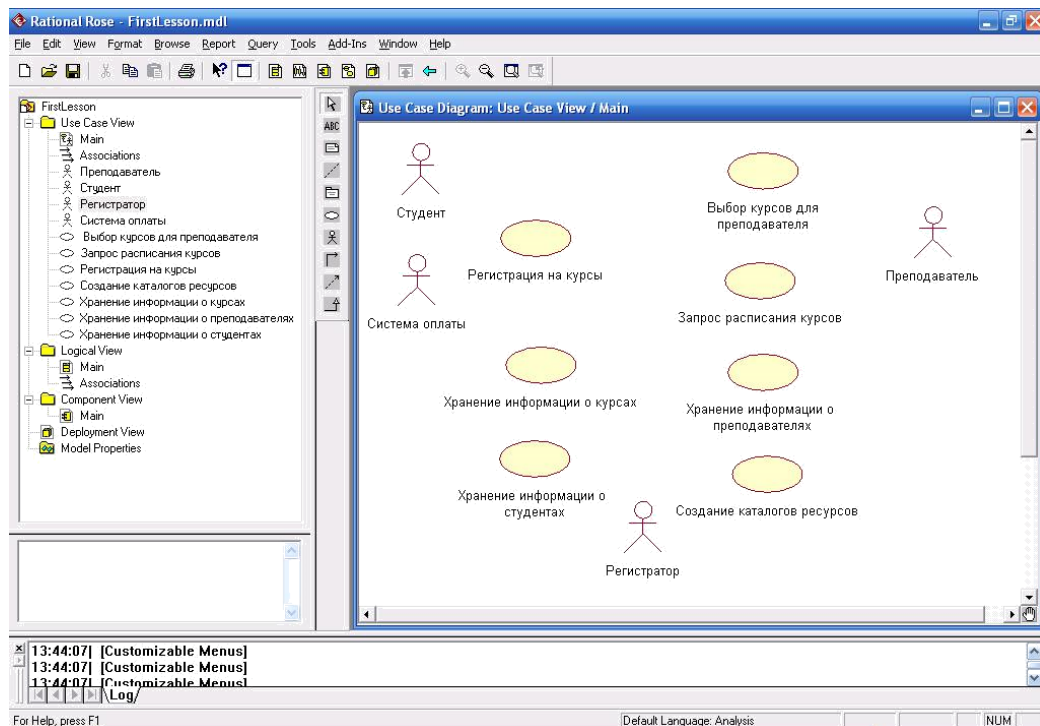 Rational Rose - FirstLesson.mdl
File Edit View Format Browse Report Query Tools Add-Ins Window Help
FirstLesson
Use Case View
Main
Associations
Преподаватель
Студент
Регистратор
Система оплаты
Выбор курсов для преподавателя
Запрос расписания курсов
Регистрация на курсы
Создание каталогов ресурсов
Хранение информации о курсах
Хранение информации о преподавателях
Хранение информации о студентах
Logical View
Main
Associations
Component View
Main
Deployment View
Model Properties
ABC
Use Case Diagram: Use Case View / Main
Студент
Выбор курсов для
преподавателя
Регистрация на курсы
Преподаватель
Система оплаты
Запрос расписания курсов
Хранение информации о курсах
Хранение информации о
преподавателях
Хранение информации о
студентах
Создание каталогов ресурсов
Регистратор
13:44:07| [Customizable Menus]
13:44:07| [Customizable Menus]
13:44:07| [Customizable Menus]
Log
For Help, press F1
Default Language: Analysis
NUM